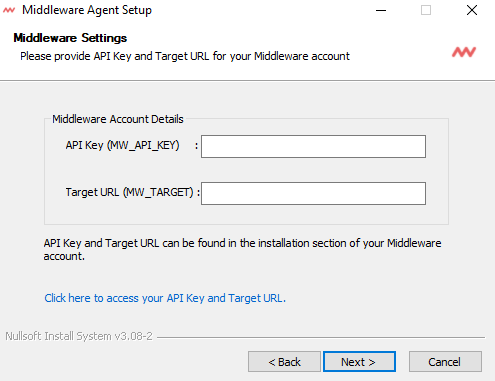 Middleware Agent Setup
Middleware Settings
Please provide API Key and Target URL for your Middleware account
Middleware Account Details
API Key (MW_API_KEY) :
Target URL (MW_TARGET) :
API Key and Target URL can be found in the installation section of your Middleware
account.
Click here to access your API Key and Target URL.
Nullsoft Install System v3.08-2
< Back Next > Cancel